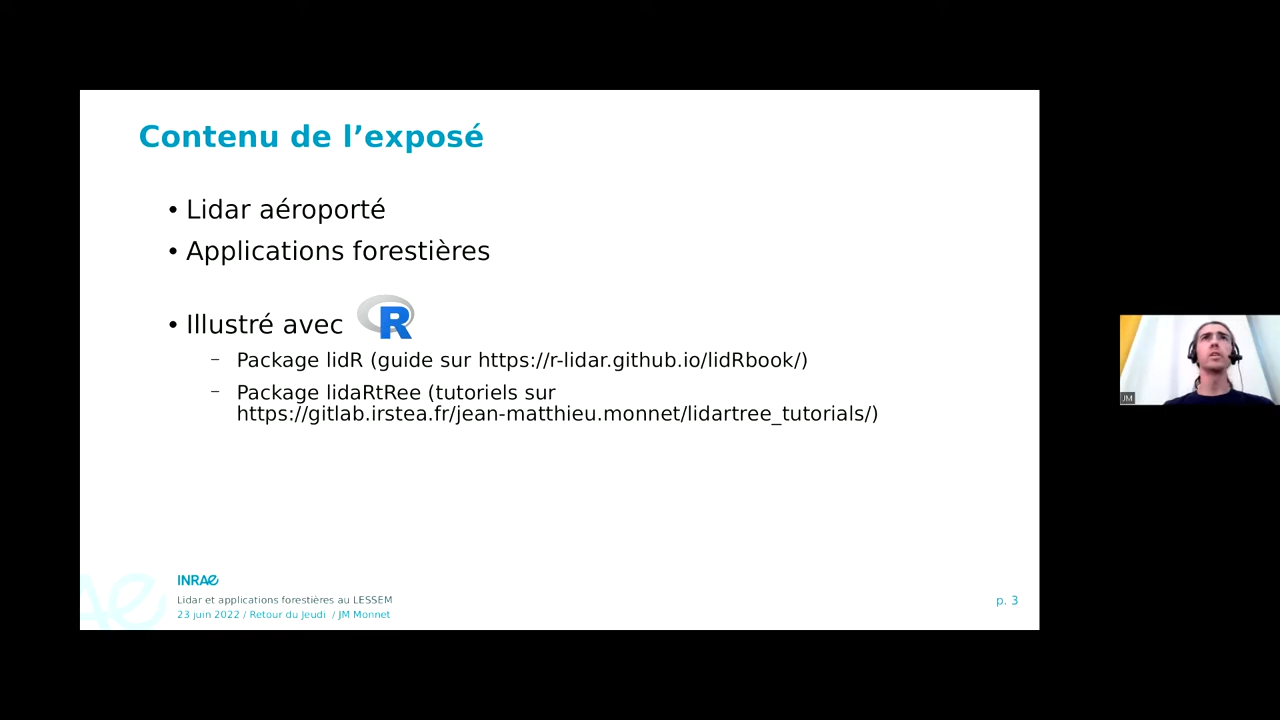 Contenu de l’exposé
• Lidar aéroporté
• Applications forestières
• Illustré avec R
– Package lidR (guide sur https://r-lidar.github.io/lidRbook/)
– Package lidaRtRee (tutoriels sur
https://gitlab.irstea.fr/jean-matthieu.monnet/lidartree_tutorials/)
INRAE
Lidar et applications forestières au LESSEM
23 juin 2022 / Retour du Jeudi / JM Monnet
p. 3
JM